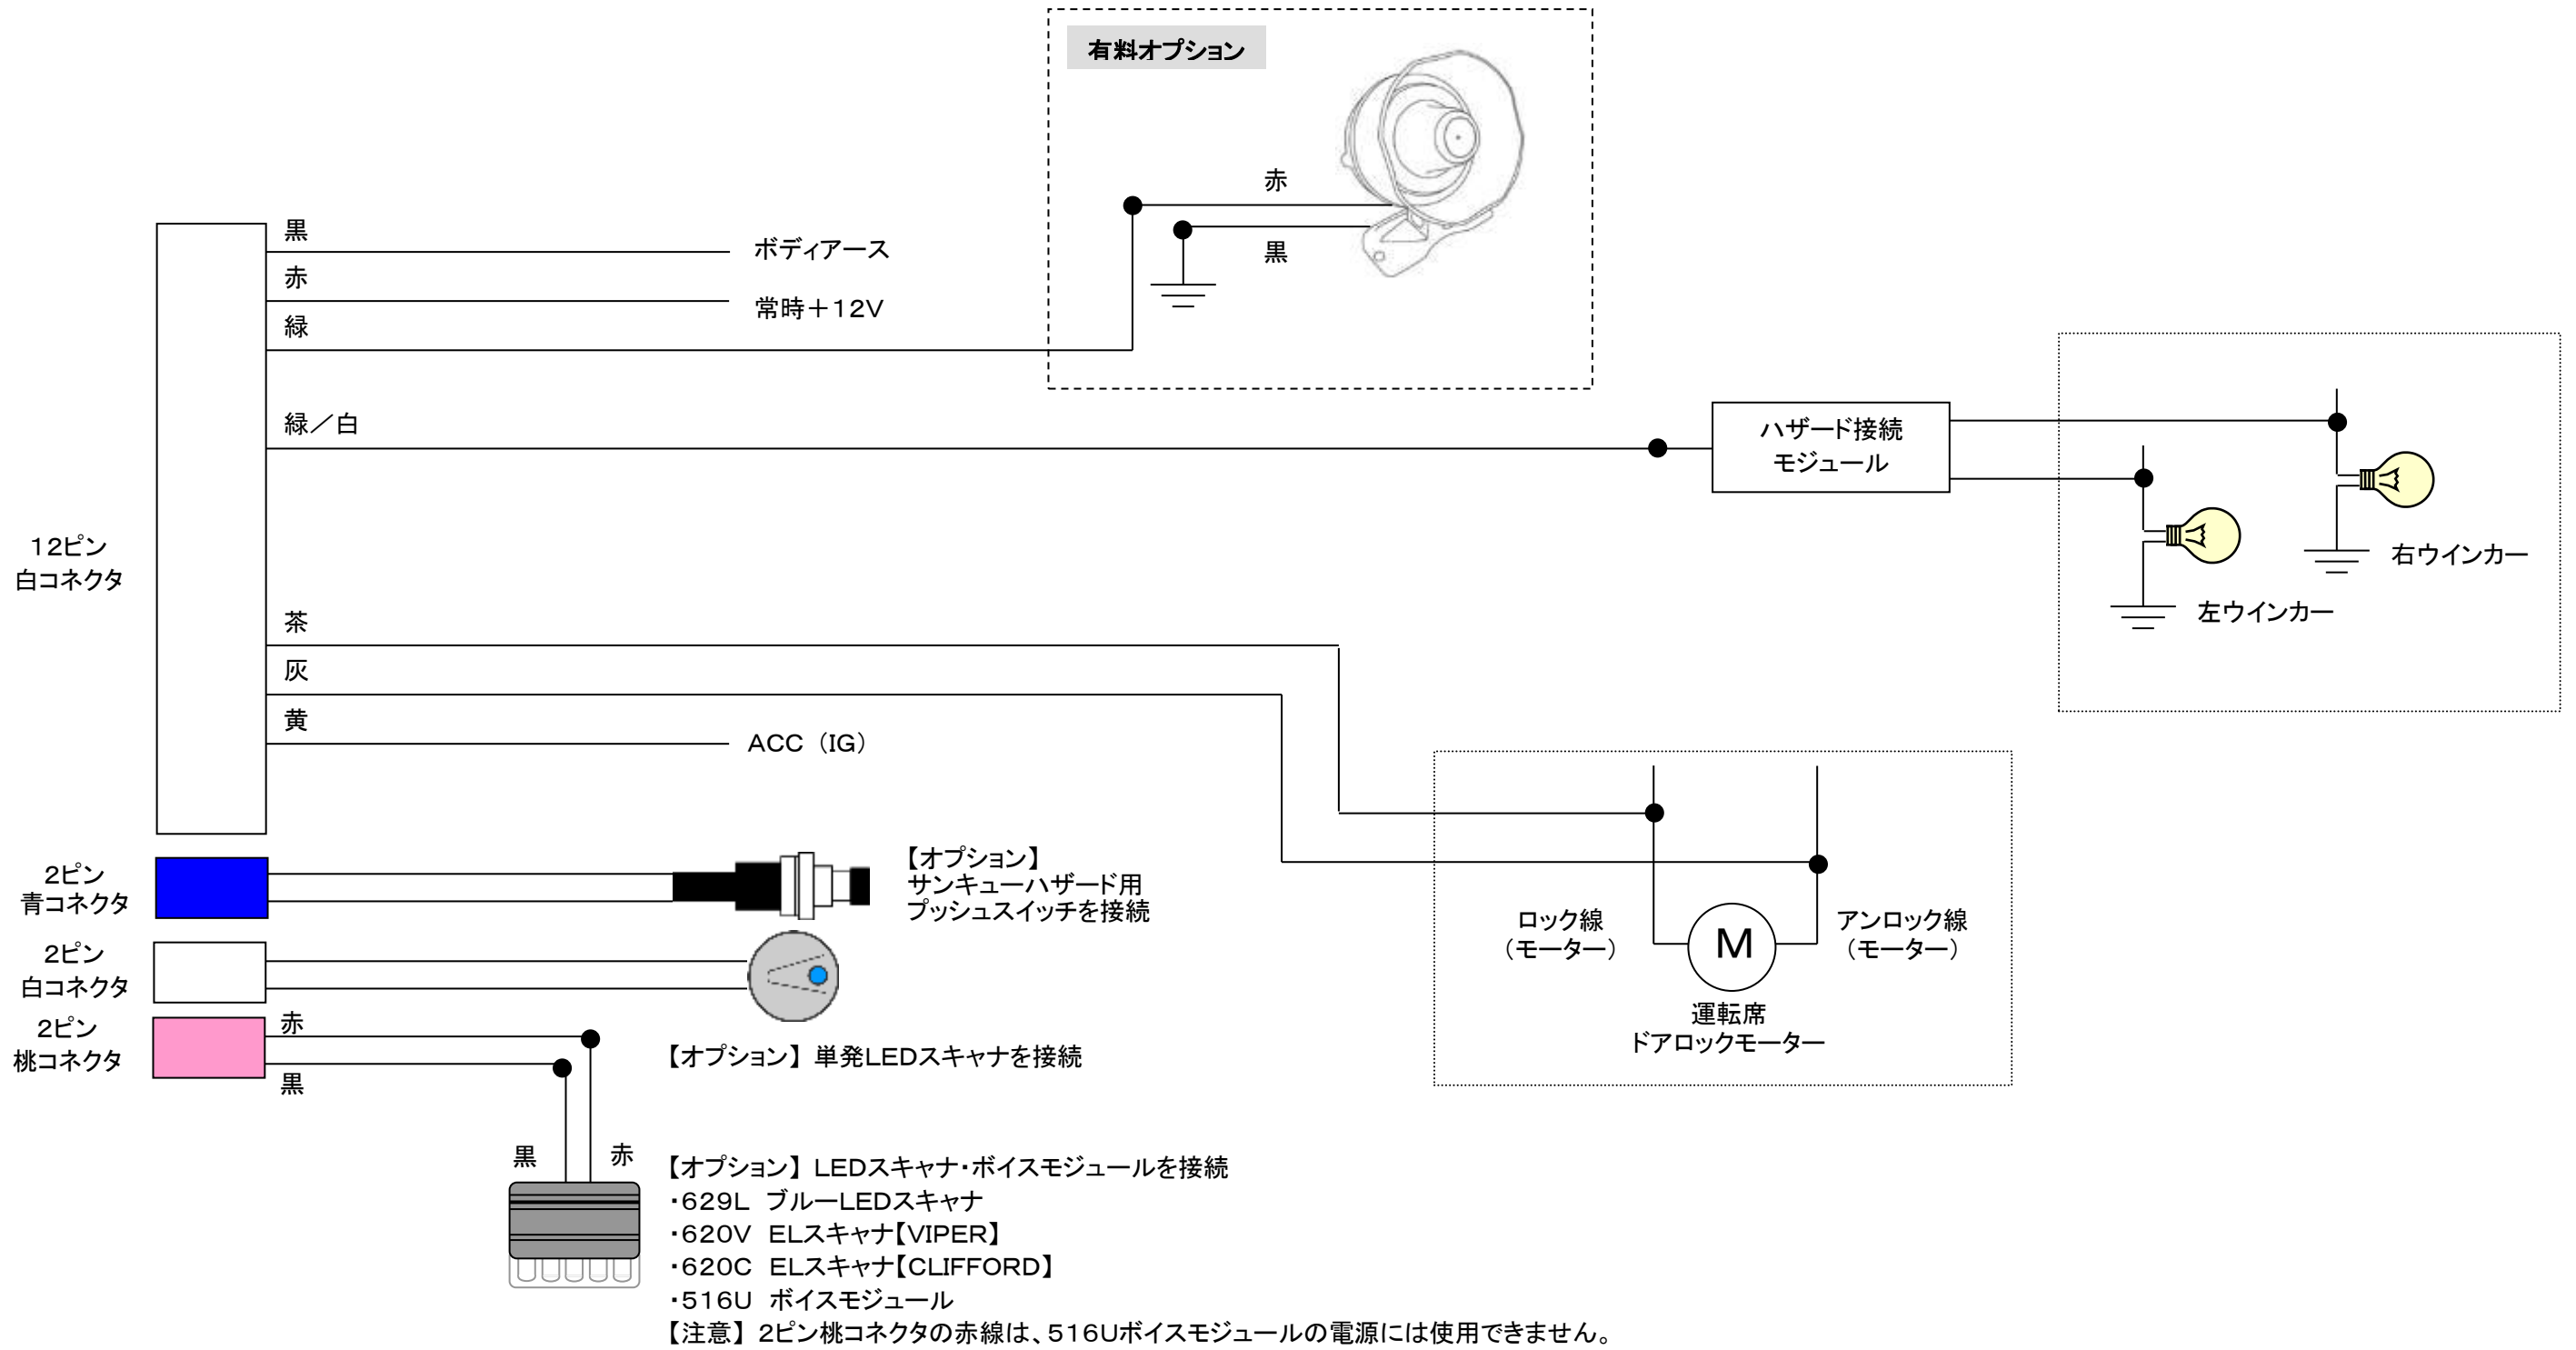 有料オプション
赤
黒
黒
ボディアース
赤
常時＋12V
緑
緑／白
ハザード接続
モジュール
右ウインカー
左ウインカー
12ピン
白コネクタ
茶
灰
黄
ACC（IG）
2ピン
青コネクタ
【オプション】
サンキューハザード用
プッシュスイッチを接続
ロック線
（モーター）
M
アンロック線
（モーター）
運転席
ドアロックモーター
2ピン
白コネクタ
【オプション】単発LEDスキャナを接続
2ピン
桃コネクタ
赤
黒
黒
赤
【オプション】LEDスキャナ・ボイスモジュールを接続
・629L ブルーLEDスキャナ
・620V ELスキャナ【VIPER】
・620C ELスキャナ【CLIFFORD】
・516U ボイスモジュール
【注意】2ピン桃コネクタの赤線は、516Uボイスモジュールの電源には使用できません。